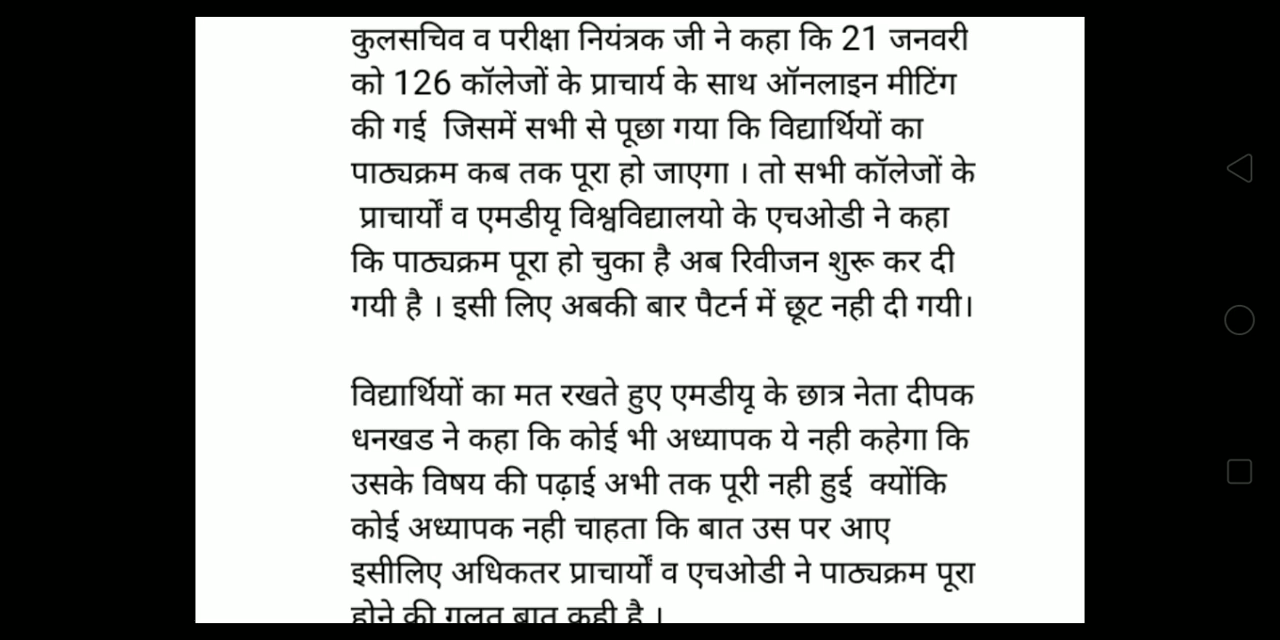 कुलसचिव व परीक्षा नियंत्रक जी ने कहा कि 21 जनवरी
को 126 कॉलेजों के प्राचार्य के साथ ऑनलाइन मीटिंग
की गई जिसमें सभी से पूछा गया कि विद्यार्थियों का
पाठ्यक्रम कब तक पूरा हो जाएगा । तो सभी कॉलेजों के
प्राचार्यों व एमडीयू विश्वविद्यालयो के एचओडी ने कहा
कि पाठ्यक्रम पूरा हो चुका है अब रिवीजन शुरू कर दी
गयी है । इसी लिए अबकी बार पैटर्न में छूट नही दी गयी।
विद्यार्थियों का मत रखते हुए एमडीयू के छात्र नेता दीपक
धनखड ने कहा कि कोई भी अध्यापक ये नही कहेगा कि
उसके विषय की पढ़ाई अभी तक पूरी नही हुई क्योंकि
कोई अध्यापक नही चाहता कि बात उस पर आए
इसीलिए अधिकतर प्राचार्यों व एचओडी ने पाठ्यक्रम पूरा
होने की गलत बात कही है ।